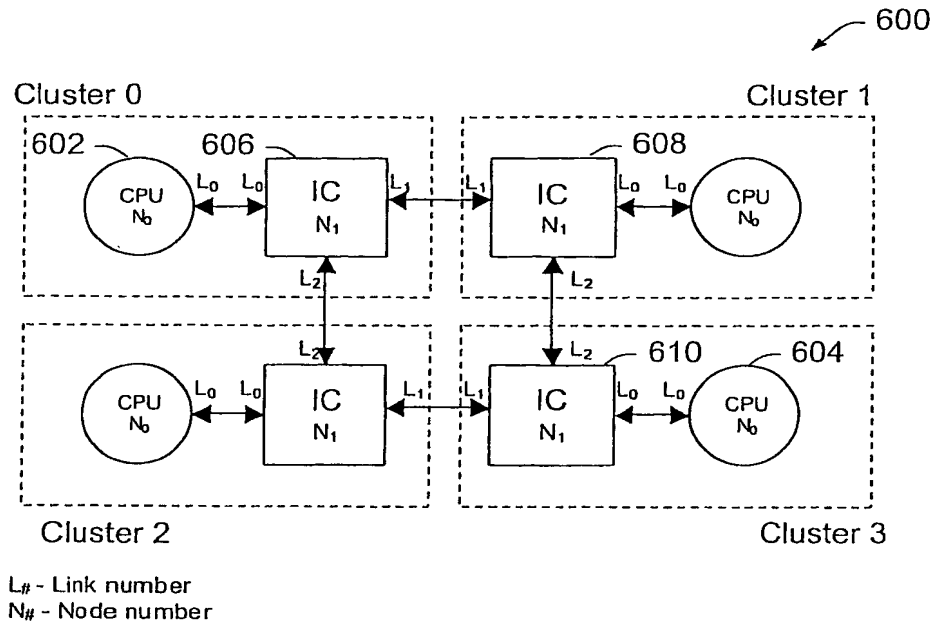 600
Cluster 0
Cluster 1
602
606
608
CPU
N₀
L₀
L₀
IC
N₁
L₁
L₁
IC
N₁
L₀
L₀
CPU
N₀
L₂
L₂
L₂
L₂
610
604
CPU
N₀
L₀
L₀
IC
N₁
L₁
L₁
IC
N₁
L₀
L₀
CPU
N₀
Cluster 2
Cluster 3
L# - Link number
N# - Node number